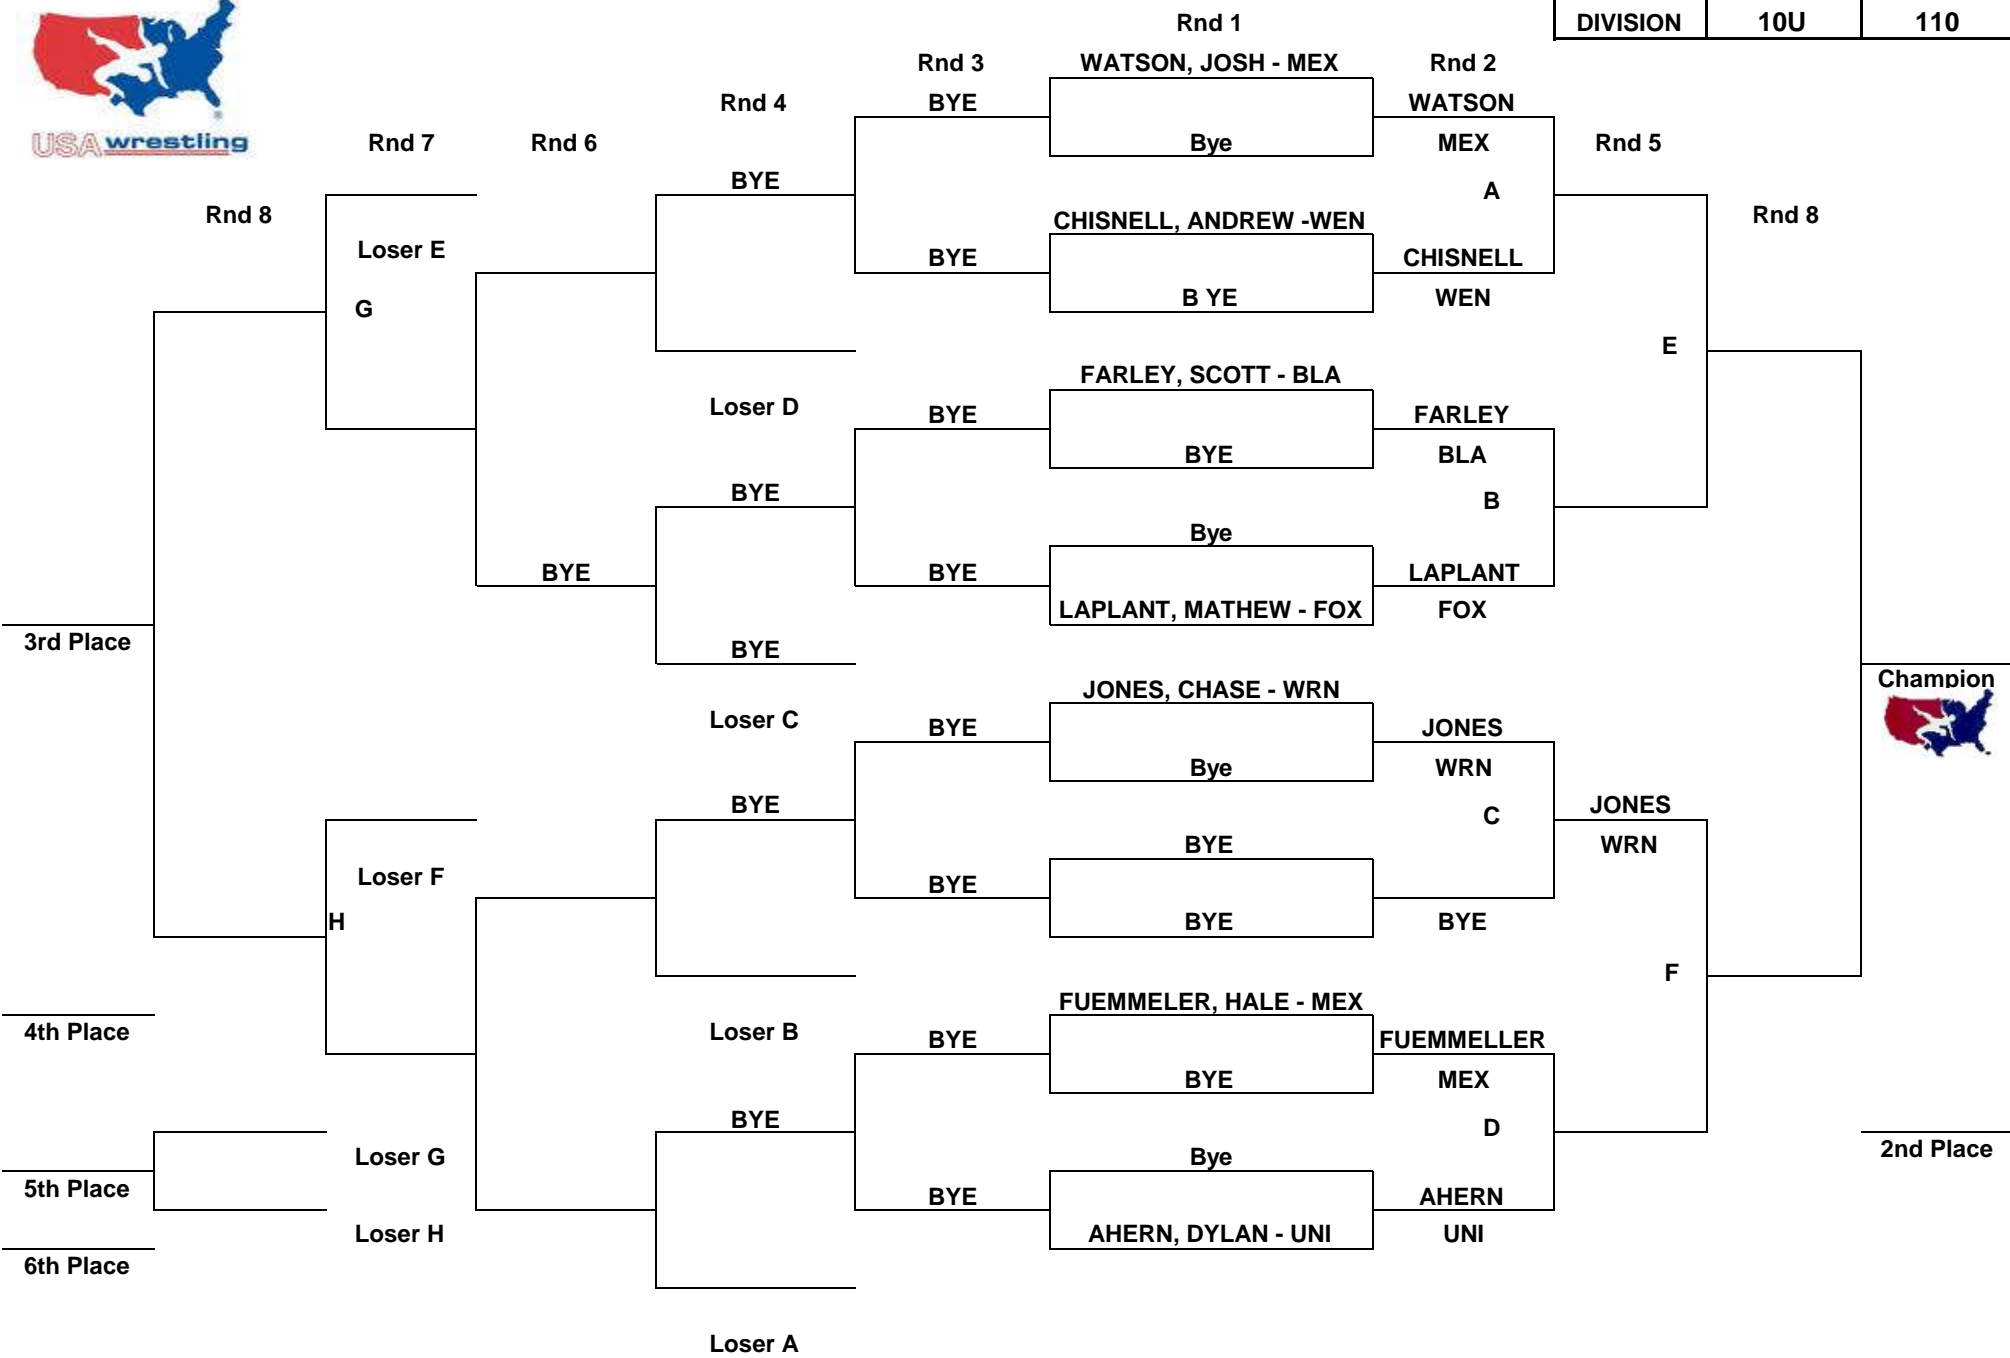 Rnd 1
DIVISION 10U 110
Rnd 3 WATSON, JOSH - MEX Rnd 2
Rnd 4 BYE WATSON
USA wrestling Rnd 7 Rnd 6 Bye MEX Rnd 5
BYE
A
Rnd 8 CHISNELL, ANDREW -WEN Rnd 8
Loser E BYE CHISNELL
G B YE WEN
E
FARLEY, SCOTT - BLA
Loser D BYE FARLEY
BYE BLA
BYE B
Bye
BYE BYE LAPLANT
LAPLANT, MATHEW - FOX FOX
3rd Place BYE
JONES, CHASE - WRN Champion
Loser C BYE JONES
Bye WRN
BYE C JONES
BYE WRN
Loser F BYE
H BYE BYE
F
FUEMMELER, HALE - MEX
4th Place Loser B BYE FUEMMELLER
BYE MEX
BYE D
Loser G Bye 2nd Place
5th Place BYE AHERN
Loser H AHERN, DYLAN - UNI UNI
6th Place
Loser A